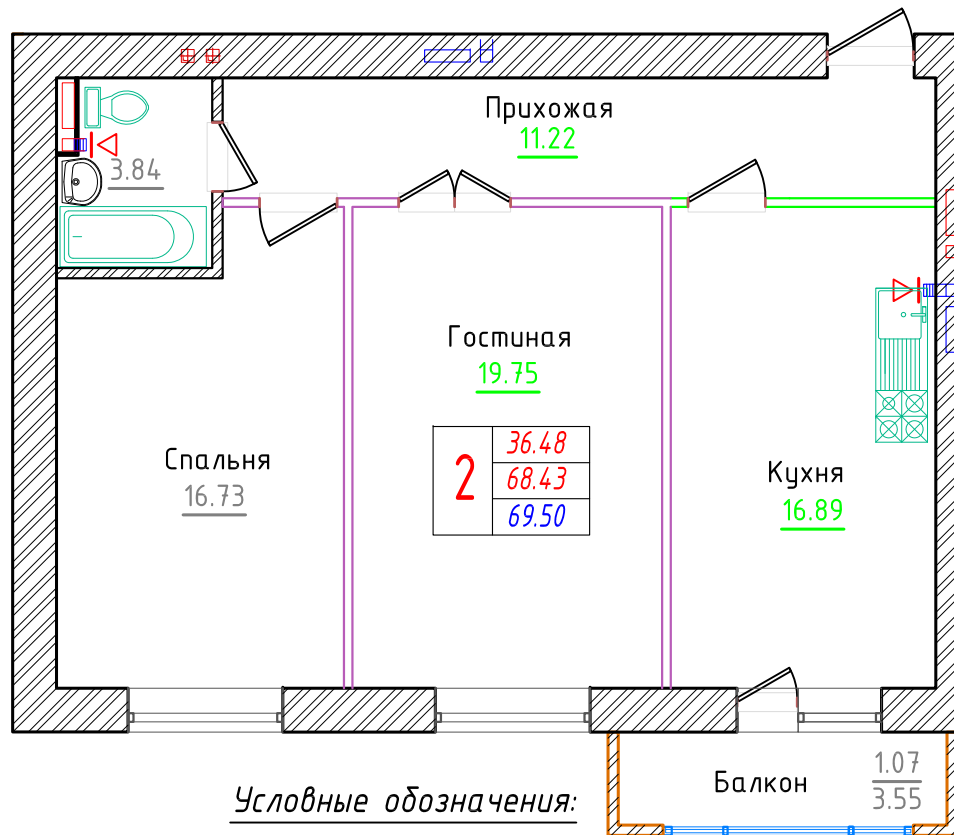 Прихожая
11.22
3.84
Гостиная
19.75
Спальня
16.73
2
36.48
68.43
69.50
Кухня
16.89
Балкон
1.07
3.55
Условные обозначения: